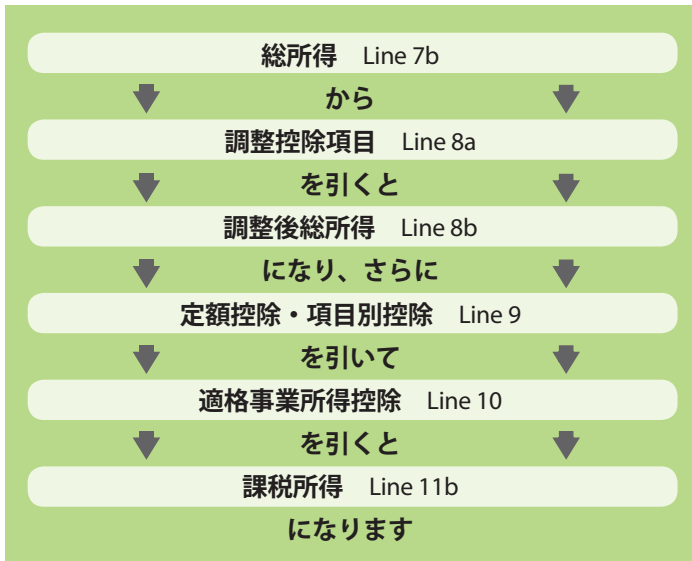 総所得 Line 7b
から
調整控除項目 Line 8a
を引くと
調整後総所得 Line 8b
になり、さらに
定額控除・項目別控除 Line 9
を引いて
適格事業所得控除 Line 10
を引くと
課税所得 Line 11b
になります